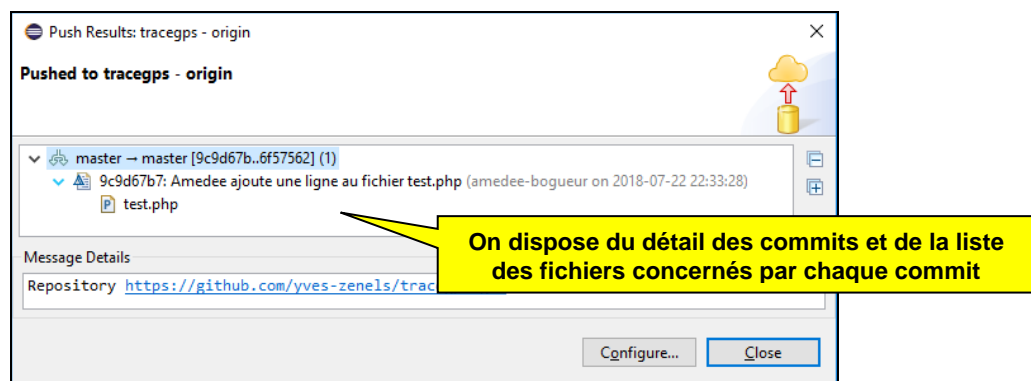 Push Results: tracegps - origin
Pushed to tracegps - origin
master → master [9c9d67b..6f57562] (1)
9c9d67b7: Amedee ajoute une ligne au fichier test.php (amedee-bogueur on 2018-07-22 22:33:28)
test.php
On dispose du détail des commits et de la liste
des fichiers concernés par chaque commit
Message Details
Repository https://github.com/yves-zenels/trac
Configure...
Close